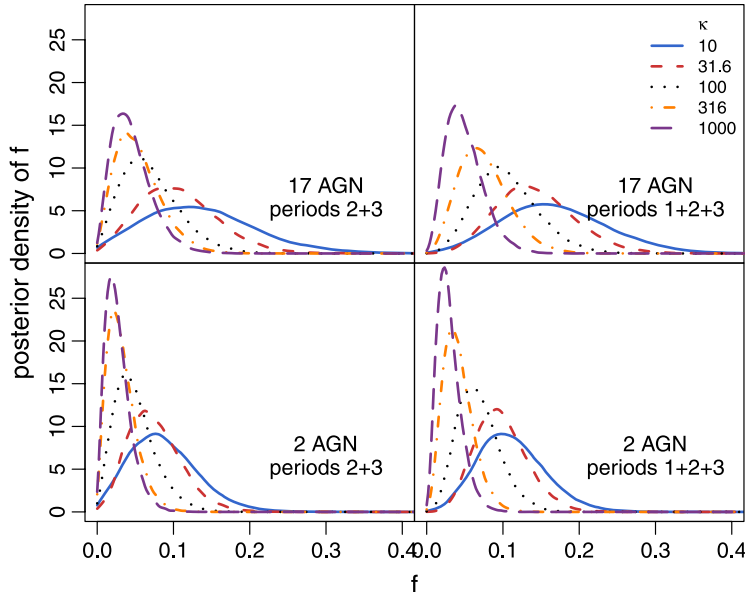 κ
10
31.6
100
316
1000
25
20
15
10
5
0
17 AGN
periods 2+3
17 AGN
periods 1+2+3
25
20
15
10
5
0
2 AGN
periods 2+3
2 AGN
periods 1+2+3
0.0 0.1 0.2 0.3 0.4
0.0 0.1 0.2 0.3 0.4
posterior density of f
f